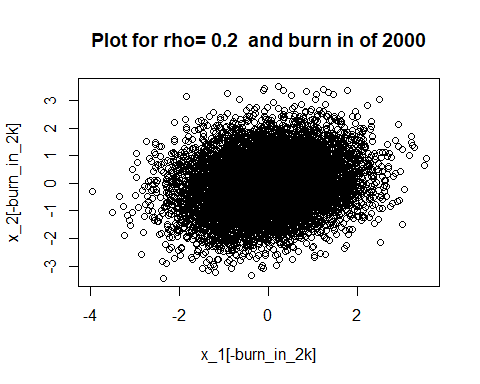 Plot for rho= 0.2  and burn in of 2000
x_2[-burn_in_2k]
3
2
1
0
-1
-2
-3
-4 -2 0 2
x_1[-burn_in_2k]